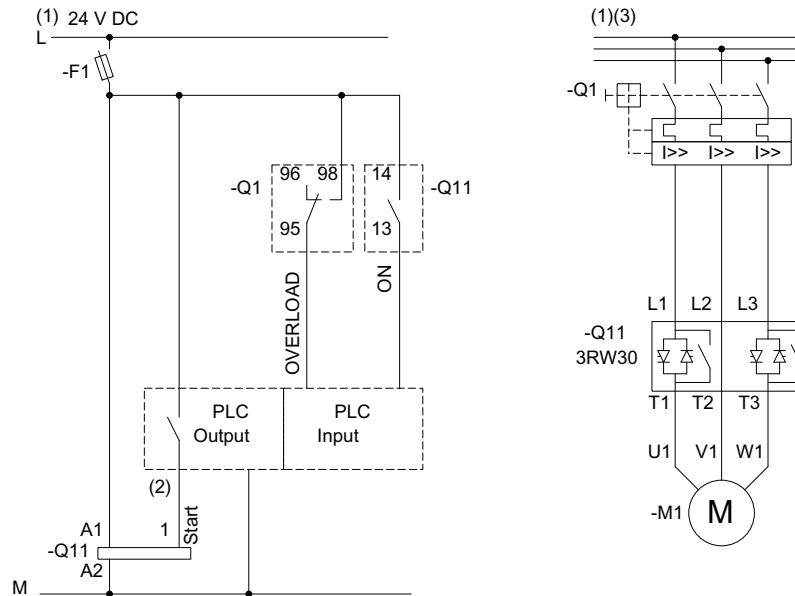 (1) 24 V DC
L
-F1
-Q1
96 98
95
14
13
-Q11
OVERLOAD
ON
PLC
Output
PLC
Input
(2)
A1
1
Start
-Q11
A2
M
(1)(3)
-Q1
I>> I>> I>>
L1 L2 L3
-Q11
3RW30
T1 T2 T3
U1 V1 W1
-M1
M